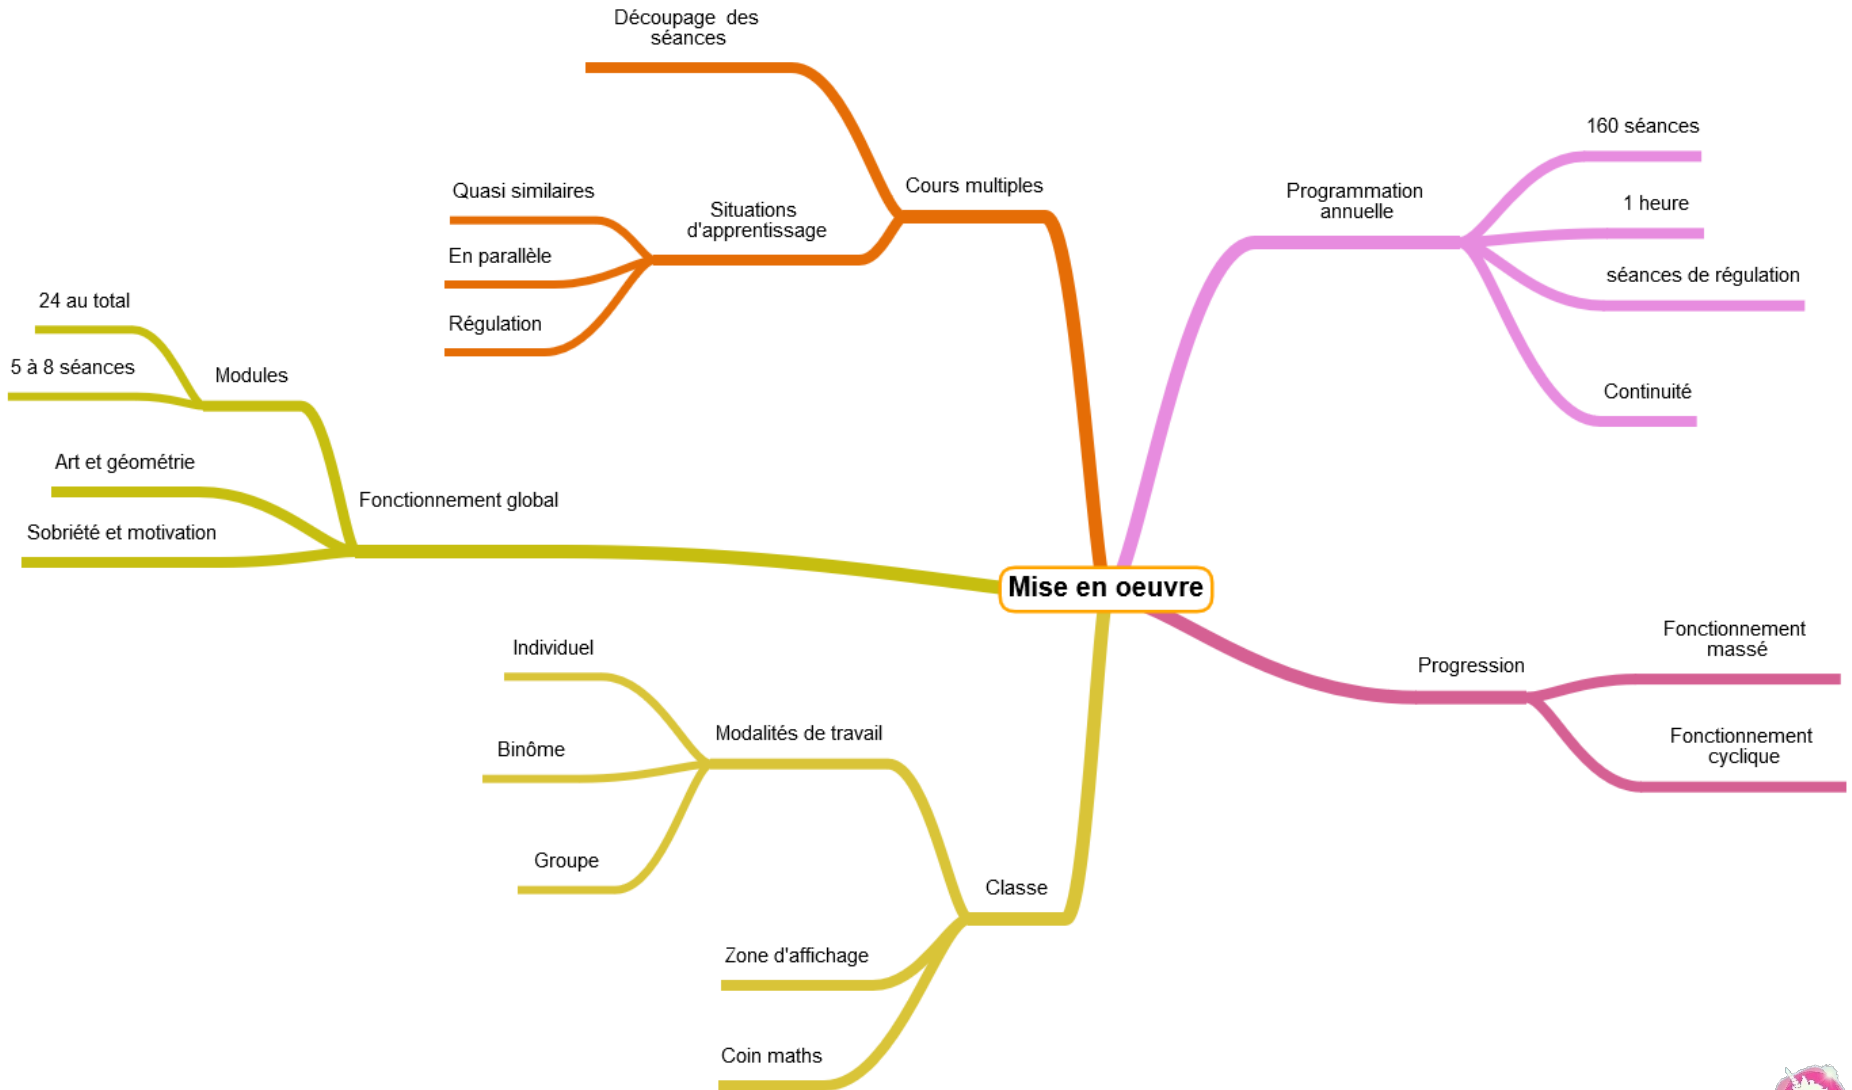 Découpage des
séances
Cours multiples
Situations
d'apprentissage
Quasi similaires
En parallèle
Régulation
Programmation
annuelle
160 séances
1 heure
séances de régulation
Continuité
24 au total
5 à 8 séances
Modules
Art et géométrie
Sobriété et motivation
Fonctionnement global
Mise en oeuvre
Progression
Fonctionnement
massé
Fonctionnement
cyclique
Individuel
Binôme
Groupe
Modalités de travail
Classe
Zone d'affichage
Coin maths